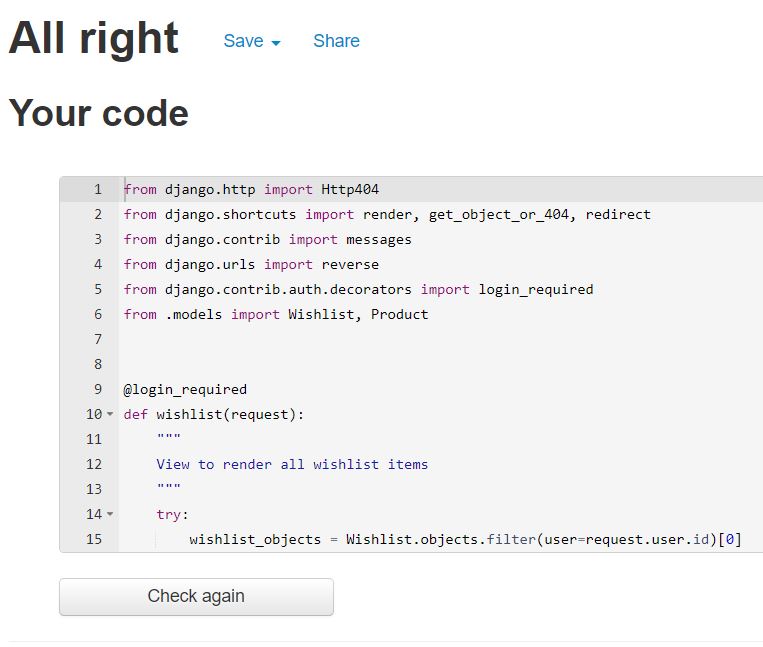 All right Save Share
Your code
1 from django.http import Http404
2 from django.shortcuts import render, get_object_or_404, redirect
3 from django.contrib import messages
4 from django.urls import reverse
5 from django.contrib.auth.decorators import login_required
6 from .models import Wishlist, Product
7
8
9 @login_required
10 def wishlist(request):
11     """
12     View to render all wishlist items
13     """
14     try:
15         wishlist_objects = Wishlist.objects.filter(user=request.user.id)[0]
Check again